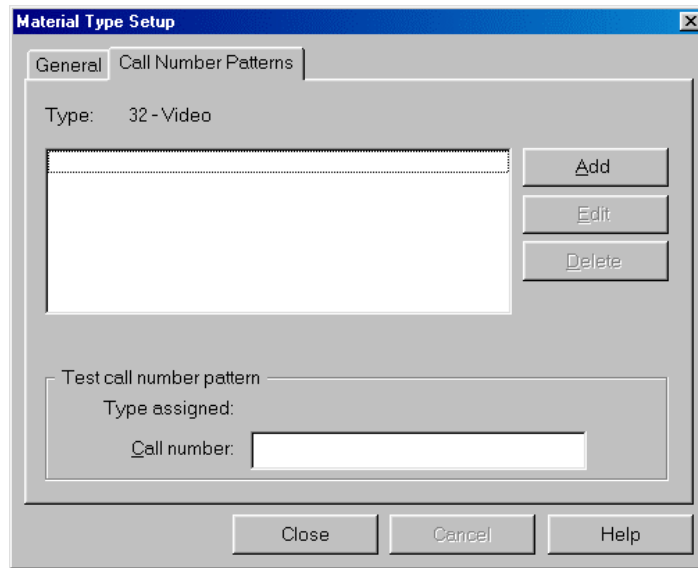 Material Type Setup
General
Call Number Patterns
Type: 32 - Video
Add
Edit
Delete
Test call number pattern
Type assigned:
Call number:
Close
Cancel
Help